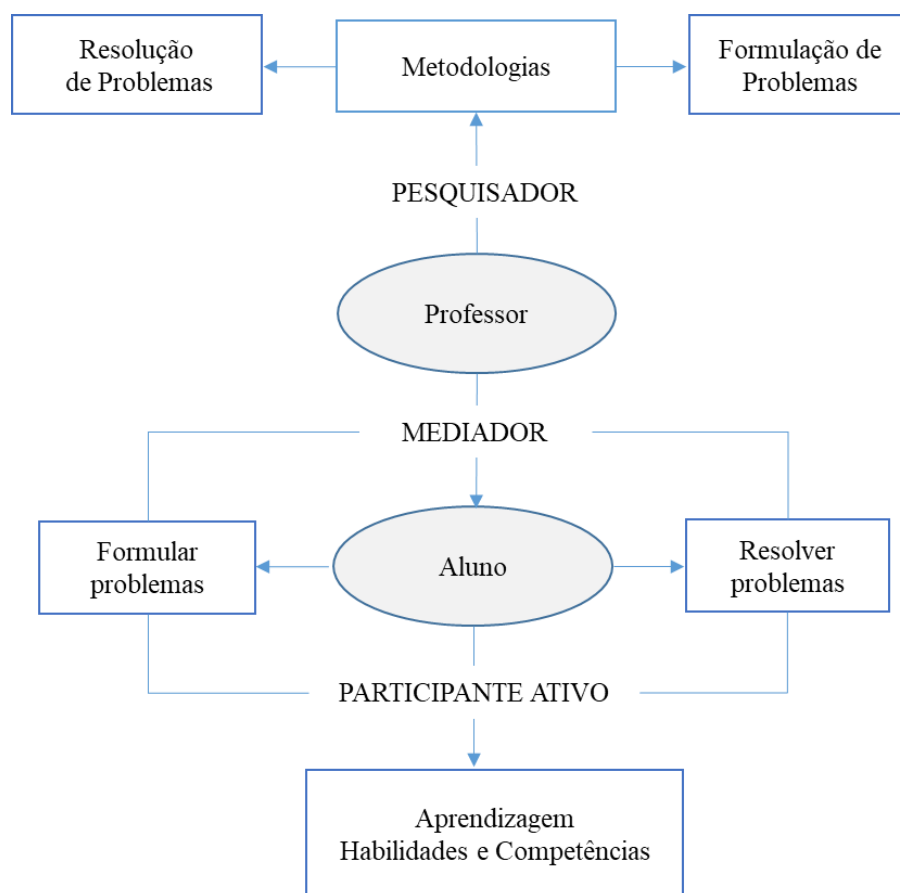 Resolução
de Problemas
Metodologias
Formulação de
Problemas
PESQUISADOR
Professor
MEDIADOR
Formular
problemas
Aluno
Resolver
problemas
PARTICIPANTE ATIVO
Aprendizagem
Habilidades e Competências